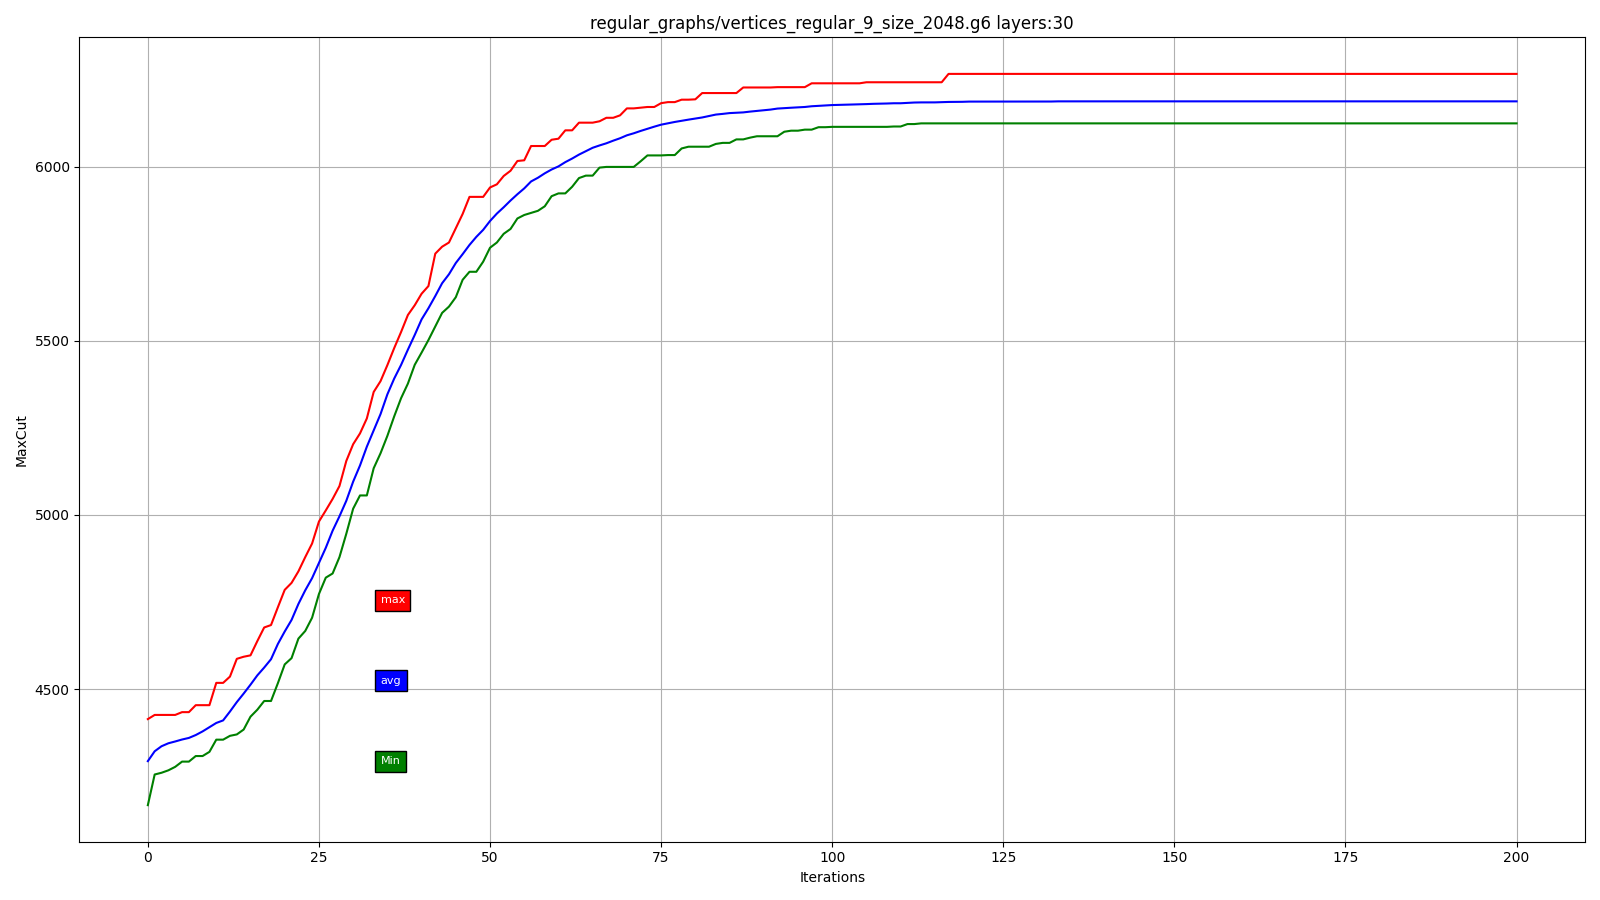 regular_graphs/vertices_regular_9_size_2048.g6 layers:30
MaxCut
6000
5500
5000
4500
max
avg
Min
0 25 50 75 100 125 150 175 200
Iterations